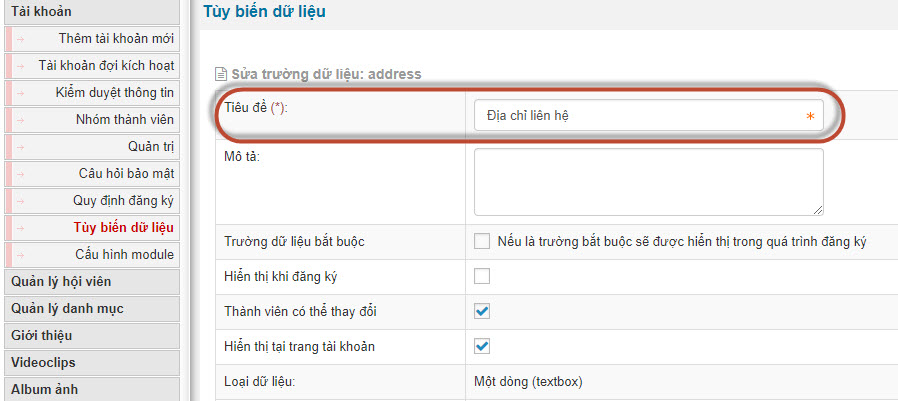 Tài khoản
Thêm tài khoản mới
Tài khoản đợi kích hoạt
Kiểm duyệt thông tin
Nhóm thành viên
Quản trị
Câu hỏi bảo mật
Quy định đăng ký
Tùy biến dữ liệu
Cấu hình module
Quản lý hội viên
Quản lý danh mục
Giới thiệu
Videoclips
Album ảnh
Tùy biến dữ liệu
Sửa trường dữ liệu: address
Tiêu đề (*):
Địa chỉ liên hệ *
Mô tả:
Trường dữ liệu bắt buộc
Nếu là trường bắt buộc sẽ được hiển thị trong quá trình đăng ký
Hiển thị khi đăng ký
Thành viên có thể thay đổi
Hiển thị tại trang tài khoản
Loại dữ liệu:
Một dòng (textbox)